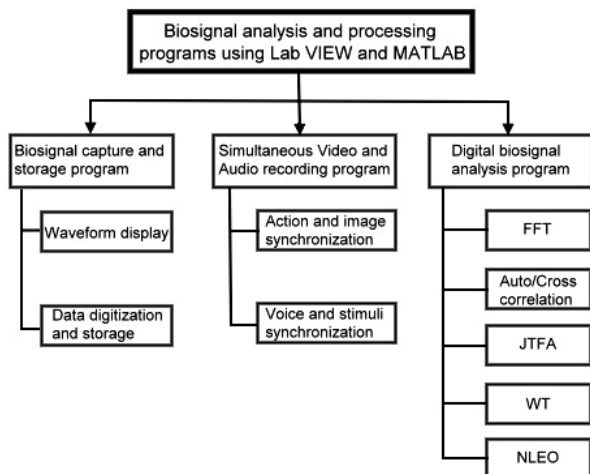 Biosignal analysis and processing
programs using Lab VIEW and MATLAB
Biosignal capture and
storage program
Waveform display
Data digitization
and storage
Simultaneous Video and
Audio recording program
Action and image
synchronization
Voice and stimuli
synchronization
Digital biosignal
analysis program
FFT
Auto/Cross
correlation
JTFA
WT
NLEO